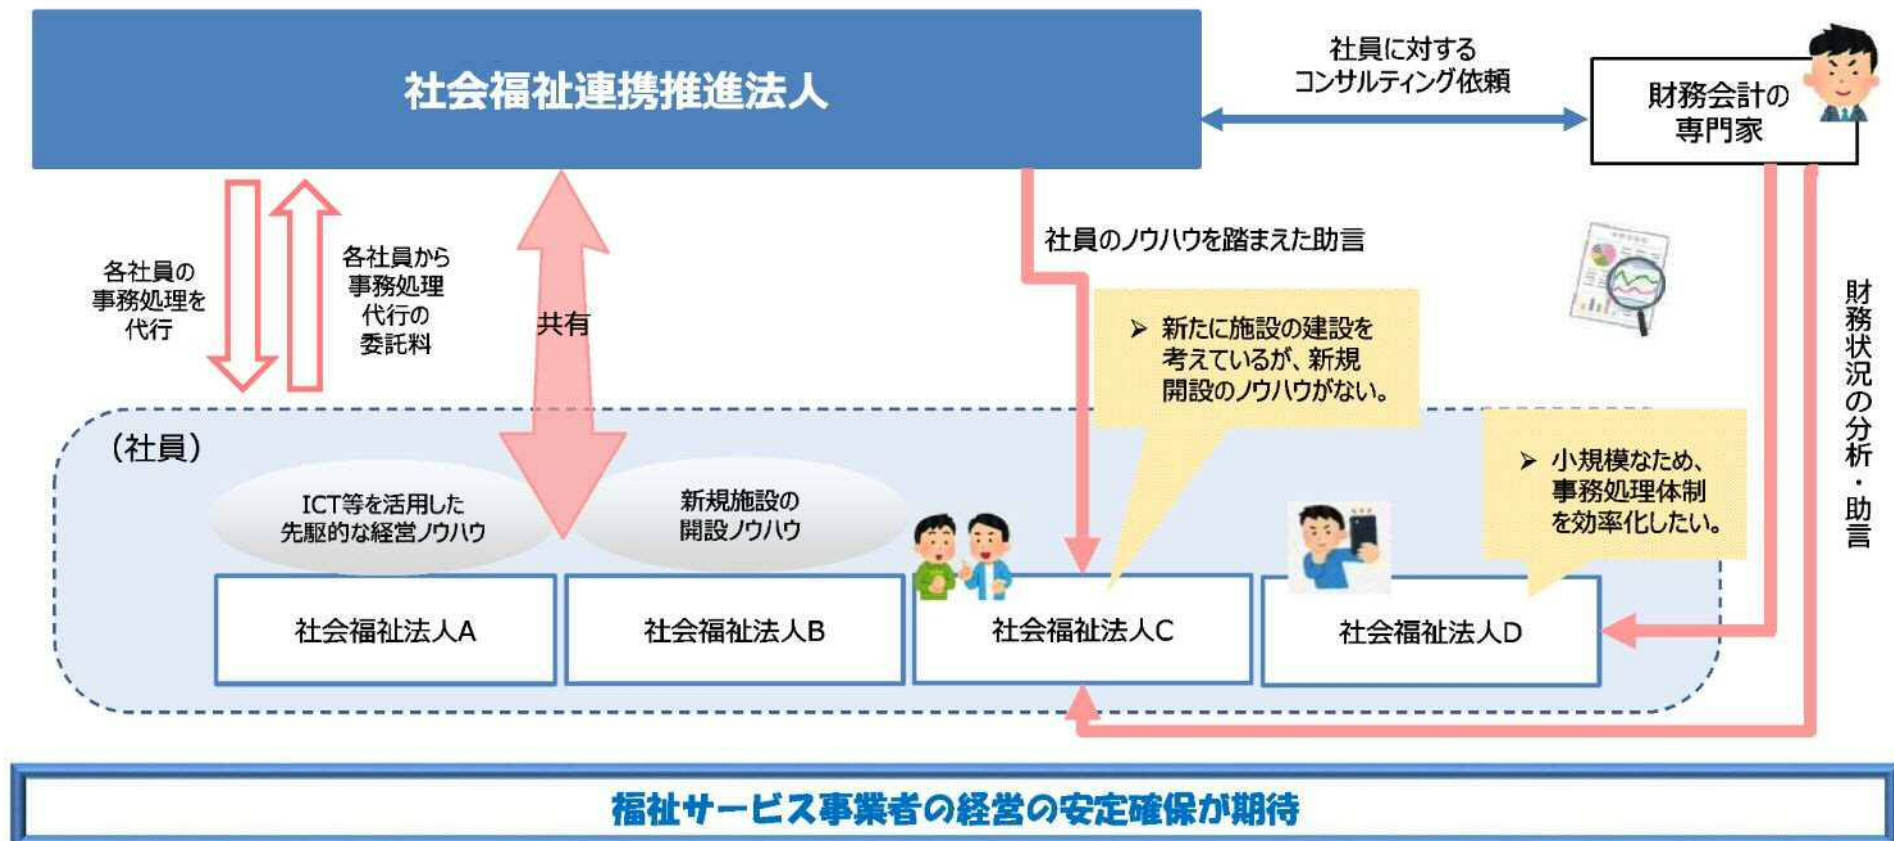 社会福祉連携推進法人
社員に対する
コンサルティング依頼
財務会計の
専門家
各社員の
事務処理を
代行
各社員から
事務処理
代行の
委託料
共有
社員のノウハウを踏まえた助言
➢ 新たに施設の建設を
考えているが、新規
開設のノウハウがない。
財務状況の分析・助言
（社員）
ICT等を活用した
先駆的な経営ノウハウ
新規施設の
開設ノウハウ
➢ 小規模なため、
事務処理体制
を効率化したい。
社会福祉法人A
社会福祉法人B
社会福祉法人C
社会福祉法人D
福祉サービス事業者の経営の安定確保が期待